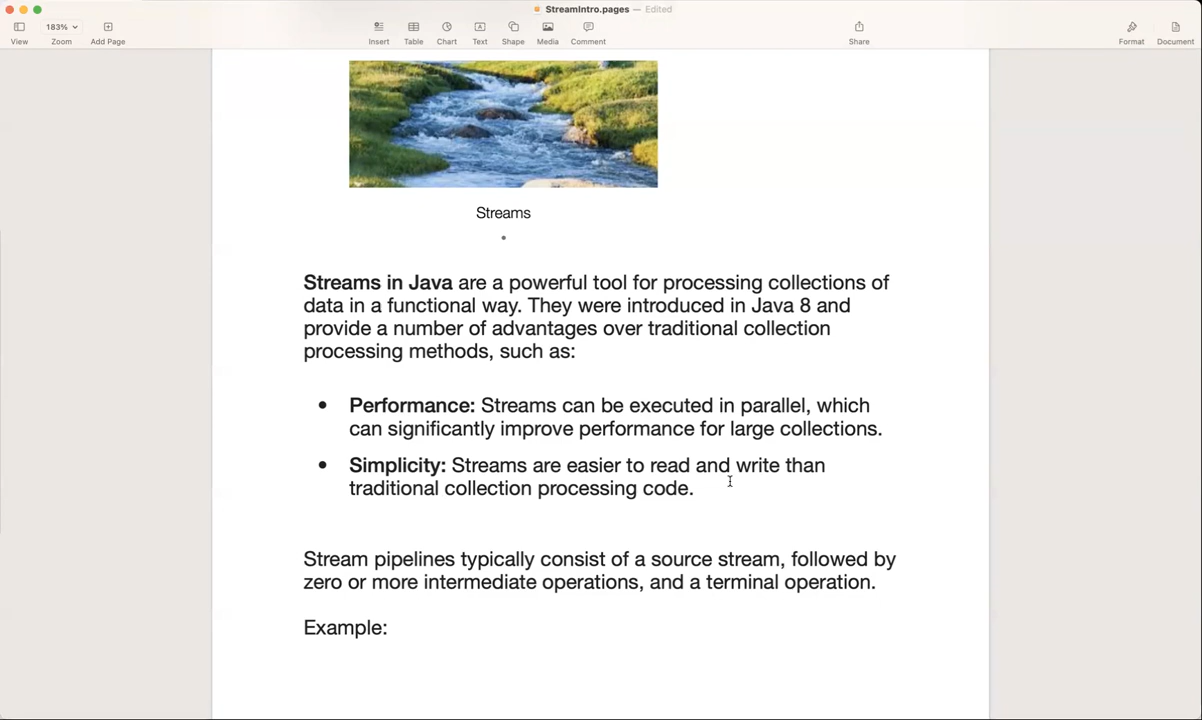 StreamIntro.pages — Edited
183%
View
Zoom
Add Page
Insert
Table
Chart
Text
Shape
Media
Comment
Share
Format
Document
Streams
Streams in Java are a powerful tool for processing collections of
data in a functional way. They were introduced in Java 8 and
provide a number of advantages over traditional collection
processing methods, such as:
• Performance: Streams can be executed in parallel, which
can significantly improve performance for large collections.
• Simplicity: Streams are easier to read and write than
traditional collection processing code.
Stream pipelines typically consist of a source stream, followed by
zero or more intermediate operations, and a terminal operation.
Example: